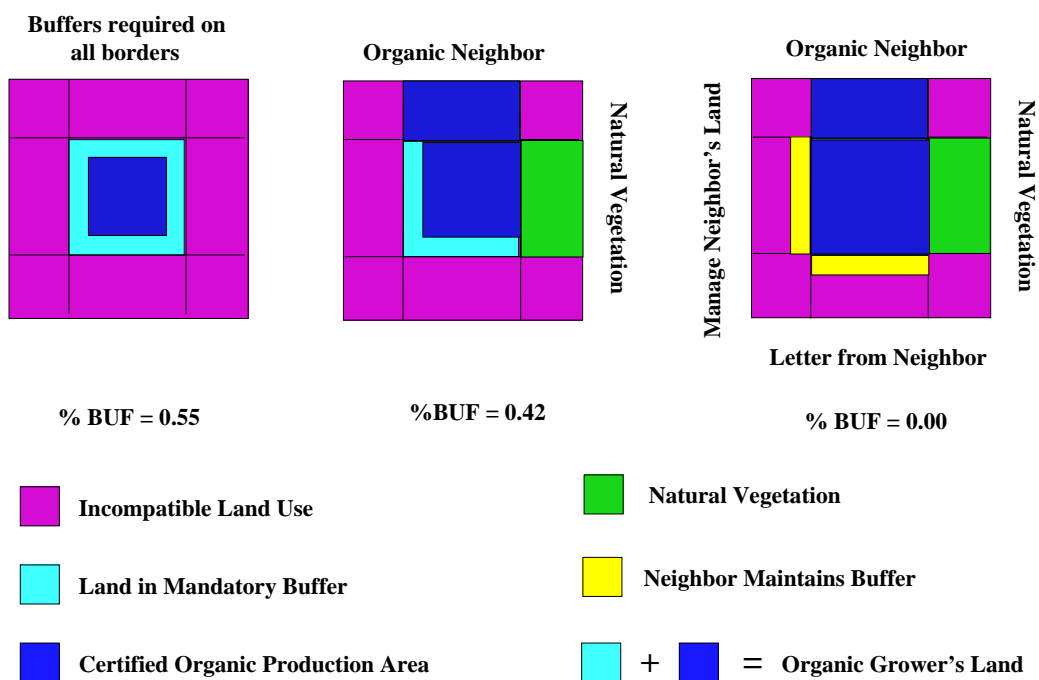 Buffers required on
all borders
Organic Neighbor
Natural Vegetation
Organic Neighbor
Manage Neighbor's Land
Natural Vegetation
Letter from Neighbor
% BUF = 0.55
%BUF = 0.42
% BUF = 0.00
Incompatible Land Use
Natural Vegetation
Land in Mandatory Buffer
Neighbor Maintains Buffer
Certified Organic Production Area
+ = Organic Grower's Land